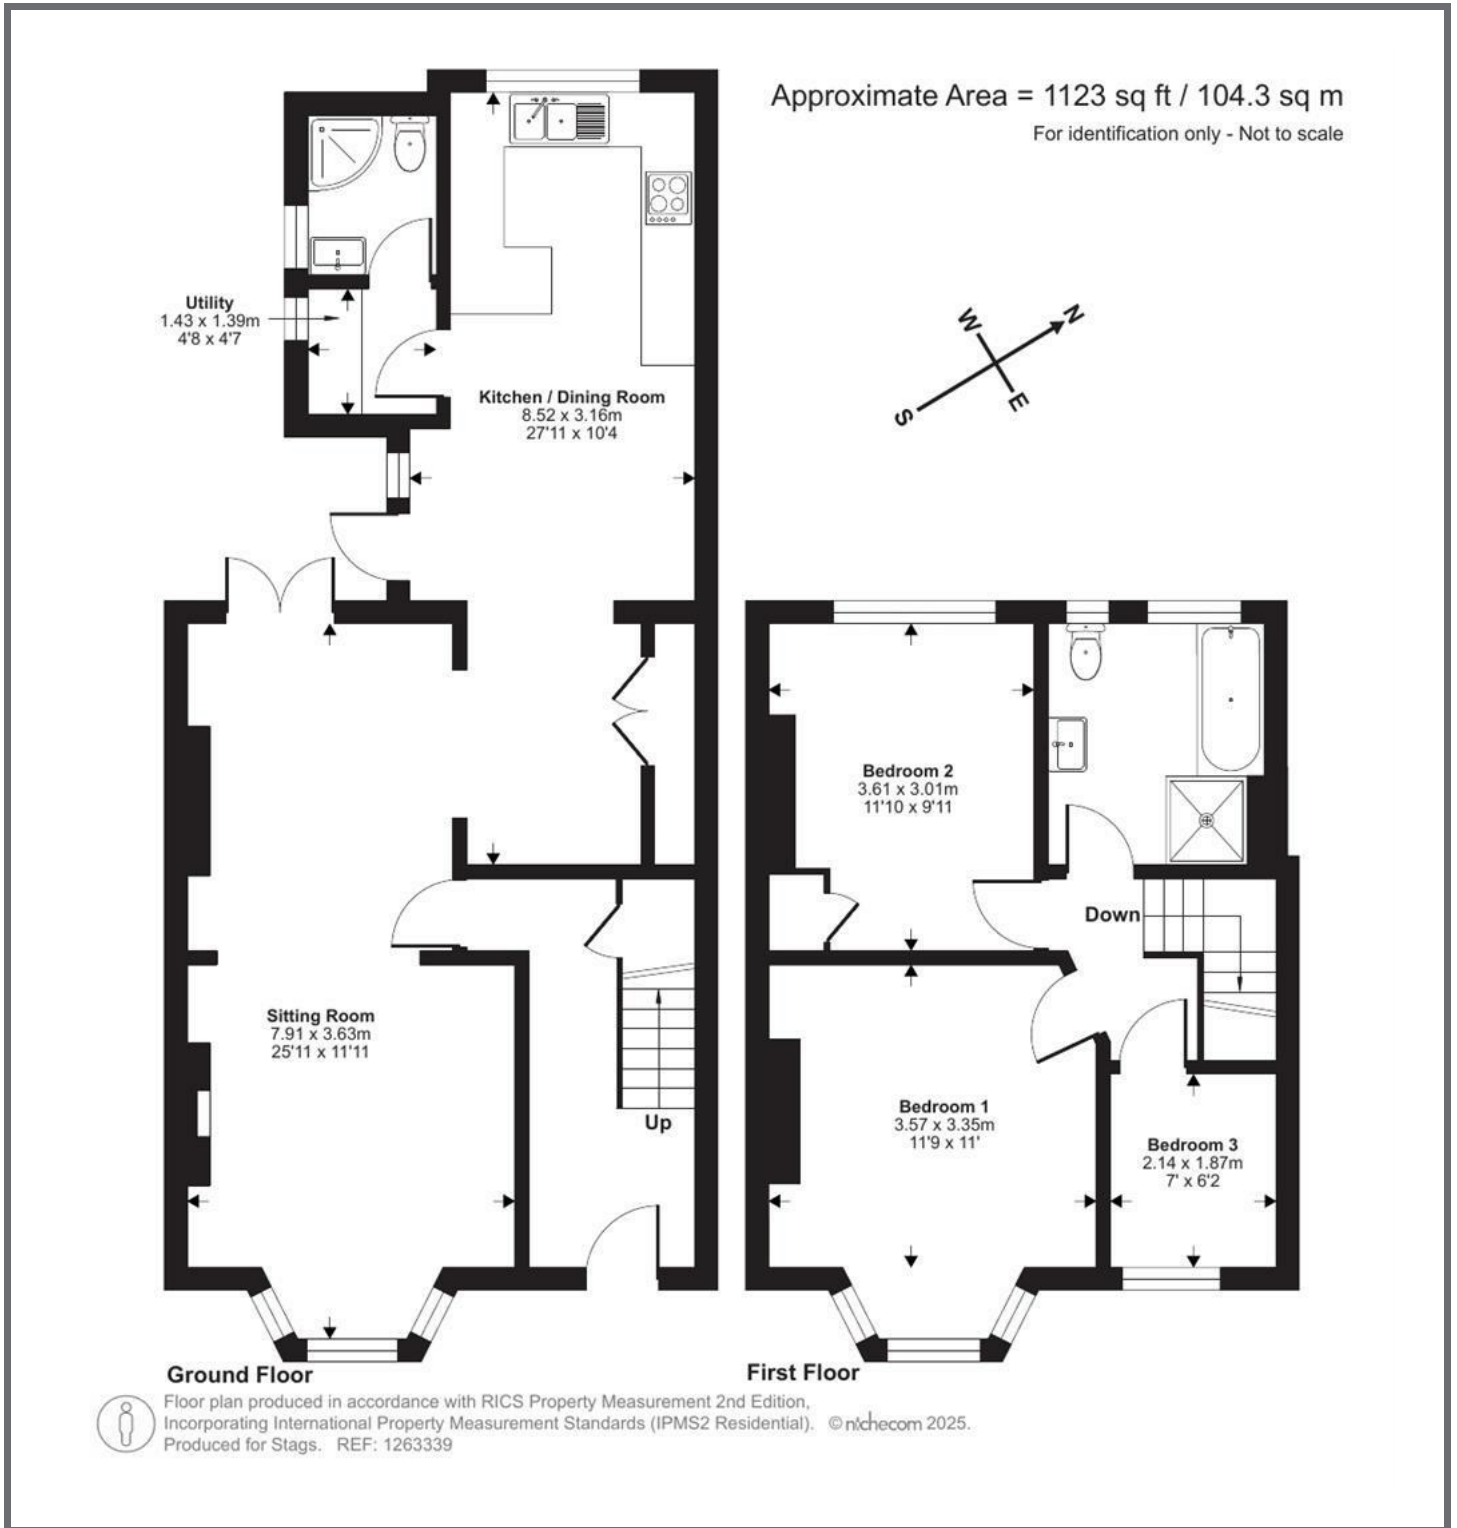 Approximate Area = 1123 sq ft / 104.3 sq m
For identification only - Not to scale
Utility
1.43 x 1.39m
4'8 x 4'7
Kitchen / Dining Room
8.52 x 3.16m
27'11 x 10'4
W
N
S
E
Bedroom 2
3.61 x 3.01m
11'10 x 9'11
Down
Sitting Room
7.91 x 3.63m
25'11 x 11'11
Up
Bedroom 1
3.57 x 3.35m
11'9 x 11'
Bedroom 3
2.14 x 1.87m
7' x 6'2
Ground Floor
First Floor
Floor plan produced in accordance with RICS Property Measurement 2nd Edition,
Incorporating International Property Measurement Standards (IPMS2 Residential). © nichecom 2025.
Produced for Stags. REF: 1263339